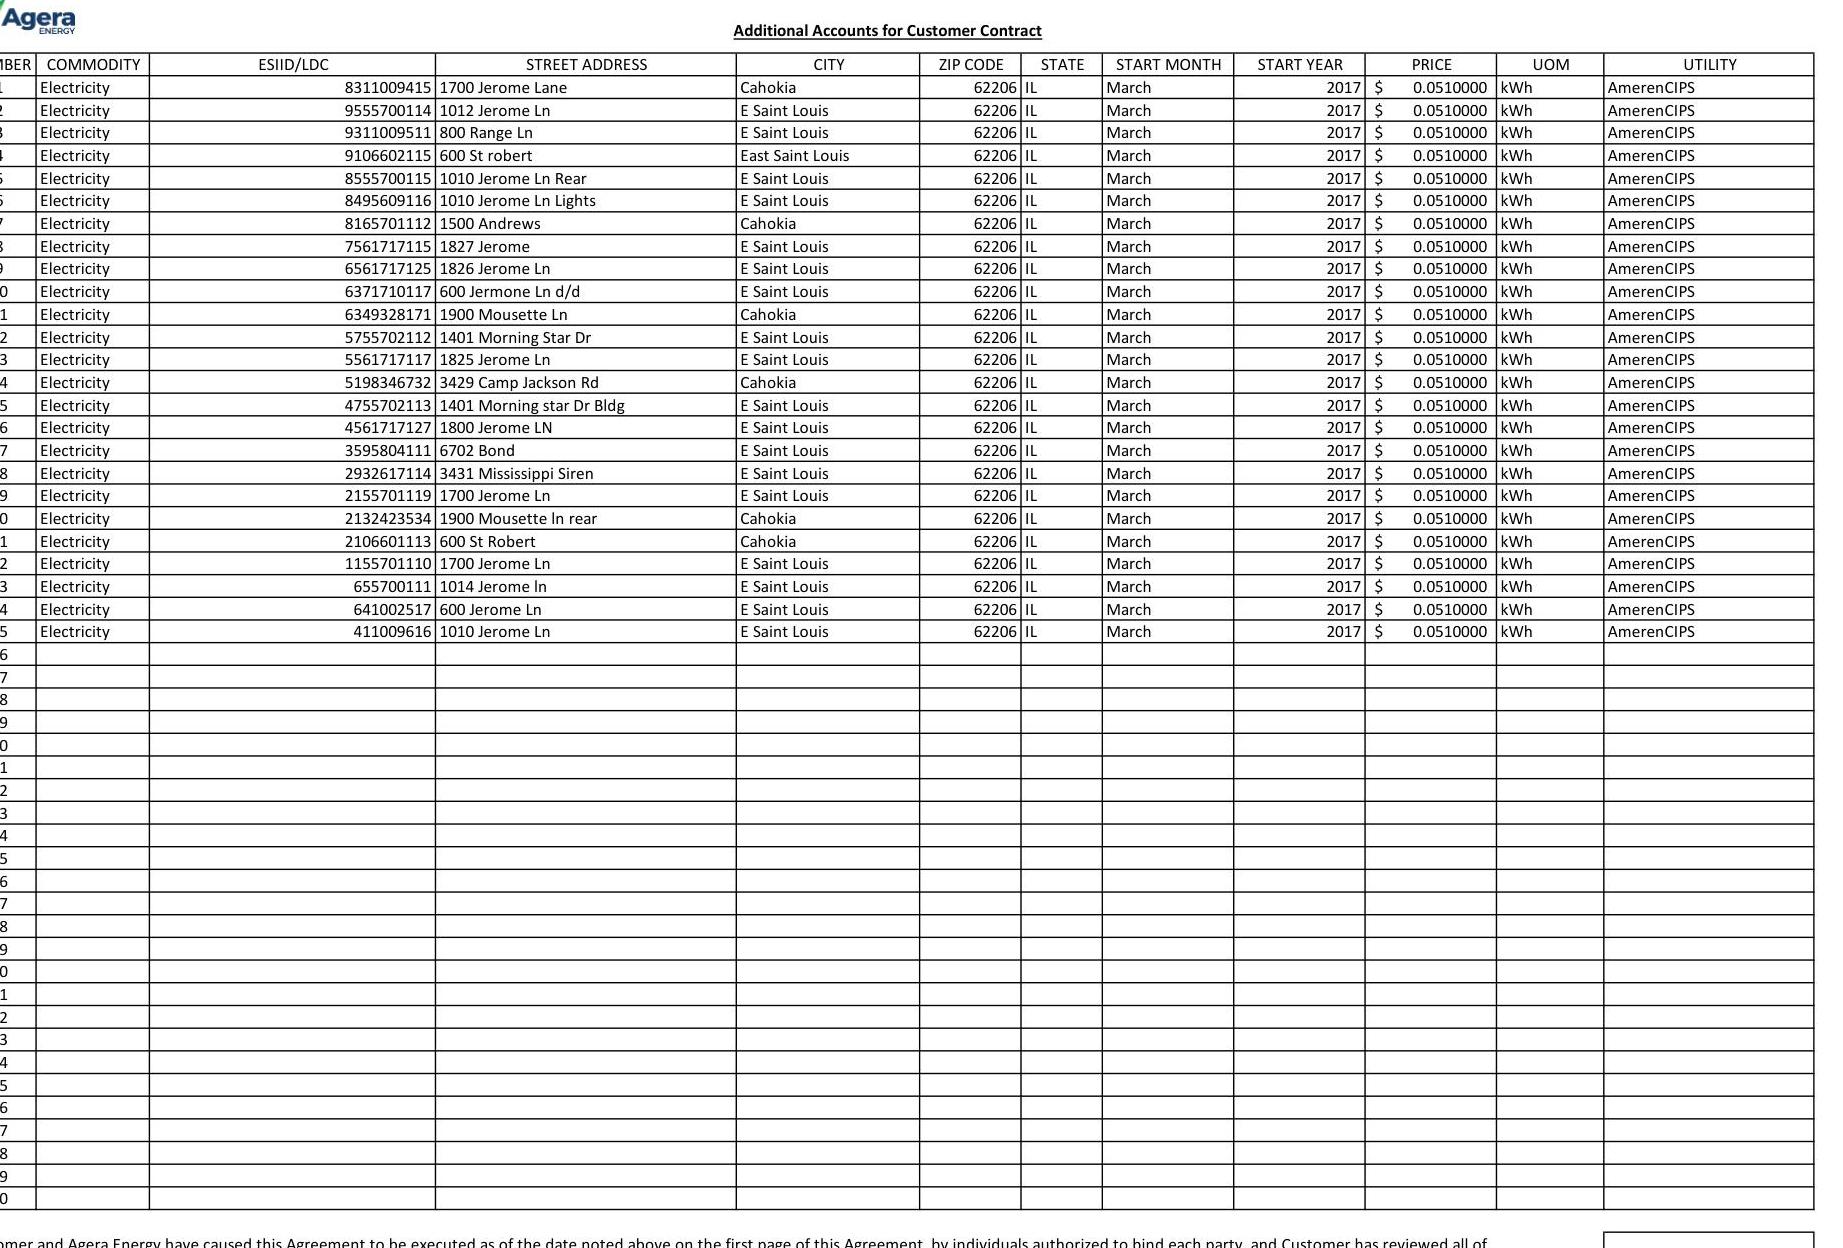 Agera
ENERGY
Additional Accounts for Customer Contract
MBER COMMODITY ESIID/LDC STREET ADDRESS CITY ZIP CODE STATE START MONTH START YEAR PRICE UOM UTILITY
1 Electricity 8311009415 1700 Jerome Lane Cahokia 62206 IL March 2017 $ 0.0510000 kWh AmerenCIPS
2 Electricity 9555700114 1012 Jerome Ln E Saint Louis 62206 IL March 2017 $ 0.0510000 kWh AmerenCIPS
3 Electricity 9311009511 800 Range Ln E Saint Louis 62206 IL March 2017 $ 0.0510000 kWh AmerenCIPS
4 Electricity 9106602115 600 St robert East Saint Louis 62206 IL March 2017 $ 0.0510000 kWh AmerenCIPS
5 Electricity 8555700115 1010 Jerome Ln Rear E Saint Louis 62206 IL March 2017 $ 0.0510000 kWh AmerenCIPS
6 Electricity 8495609116 1010 Jerome Ln Lights E Saint Louis 62206 IL March 2017 $ 0.0510000 kWh AmerenCIPS
7 Electricity 8165701112 1500 Andrews Cahokia 62206 IL March 2017 $ 0.0510000 kWh AmerenCIPS
8 Electricity 7561717115 1827 Jerome E Saint Louis 62206 IL March 2017 $ 0.0510000 kWh AmerenCIPS
9 Electricity 6561717125 1826 Jerome Ln E Saint Louis 62206 IL March 2017 $ 0.0510000 kWh AmerenCIPS
0 Electricity 6371710117 600 Jermone Ln d/d E Saint Louis 62206 IL March 2017 $ 0.0510000 kWh AmerenCIPS
1 Electricity 6349328171 1900 Mousette Ln Cahokia 62206 IL March 2017 $ 0.0510000 kWh AmerenCIPS
2 Electricity 5755702112 1401 Morning Star Dr E Saint Louis 62206 IL March 2017 $ 0.0510000 kWh AmerenCIPS
3 Electricity 5561717117 1825 Jerome Ln E Saint Louis 62206 IL March 2017 $ 0.0510000 kWh AmerenCIPS
4 Electricity 5198346732 3429 Camp Jackson Rd Cahokia 62206 IL March 2017 $ 0.0510000 kWh AmerenCIPS
5 Electricity 4755702113 1401 Morning star Dr Bldg E Saint Louis 62206 IL March 2017 $ 0.0510000 kWh AmerenCIPS
6 Electricity 4561717127 1800 Jerome LN E Saint Louis 62206 IL March 2017 $ 0.0510000 kWh AmerenCIPS
7 Electricity 3595804111 6702 Bond E Saint Louis 62206 IL March 2017 $ 0.0510000 kWh AmerenCIPS
8 Electricity 2932617114 3431 Mississippi Siren E Saint Louis 62206 IL March 2017 $ 0.0510000 kWh AmerenCIPS
9 Electricity 2155701119 1700 Jerome Ln E Saint Louis 62206 IL March 2017 $ 0.0510000 kWh AmerenCIPS
0 Electricity 2132423534 1900 Mousette ln rear Cahokia 62206 IL March 2017 $ 0.0510000 kWh AmerenCIPS
1 Electricity 2106601113 600 St Robert Cahokia 62206 IL March 2017 $ 0.0510000 kWh AmerenCIPS
2 Electricity 1155701110 1700 Jerome Ln E Saint Louis 62206 IL March 2017 $ 0.0510000 kWh AmerenCIPS
3 Electricity 655700111 1014 Jerome ln E Saint Louis 62206 IL March 2017 $ 0.0510000 kWh AmerenCIPS
4 Electricity 641002517 600 Jerome Ln E Saint Louis 62206 IL March 2017 $ 0.0510000 kWh AmerenCIPS
5 Electricity 411009616 1010 Jerome Ln E Saint Louis 62206 IL March 2017 $ 0.0510000 kWh AmerenCIPS
6
7
8
9
0
1
2
3
4
5
6
7
8
9
0
1
2
3
4
5
6
7
8
9
0
omer and Agera Energy have caused this Agreement to be executed as of the date noted above on the first page of this Agreement, by individuals authorized to bind each party, and Customer has reviewed all of